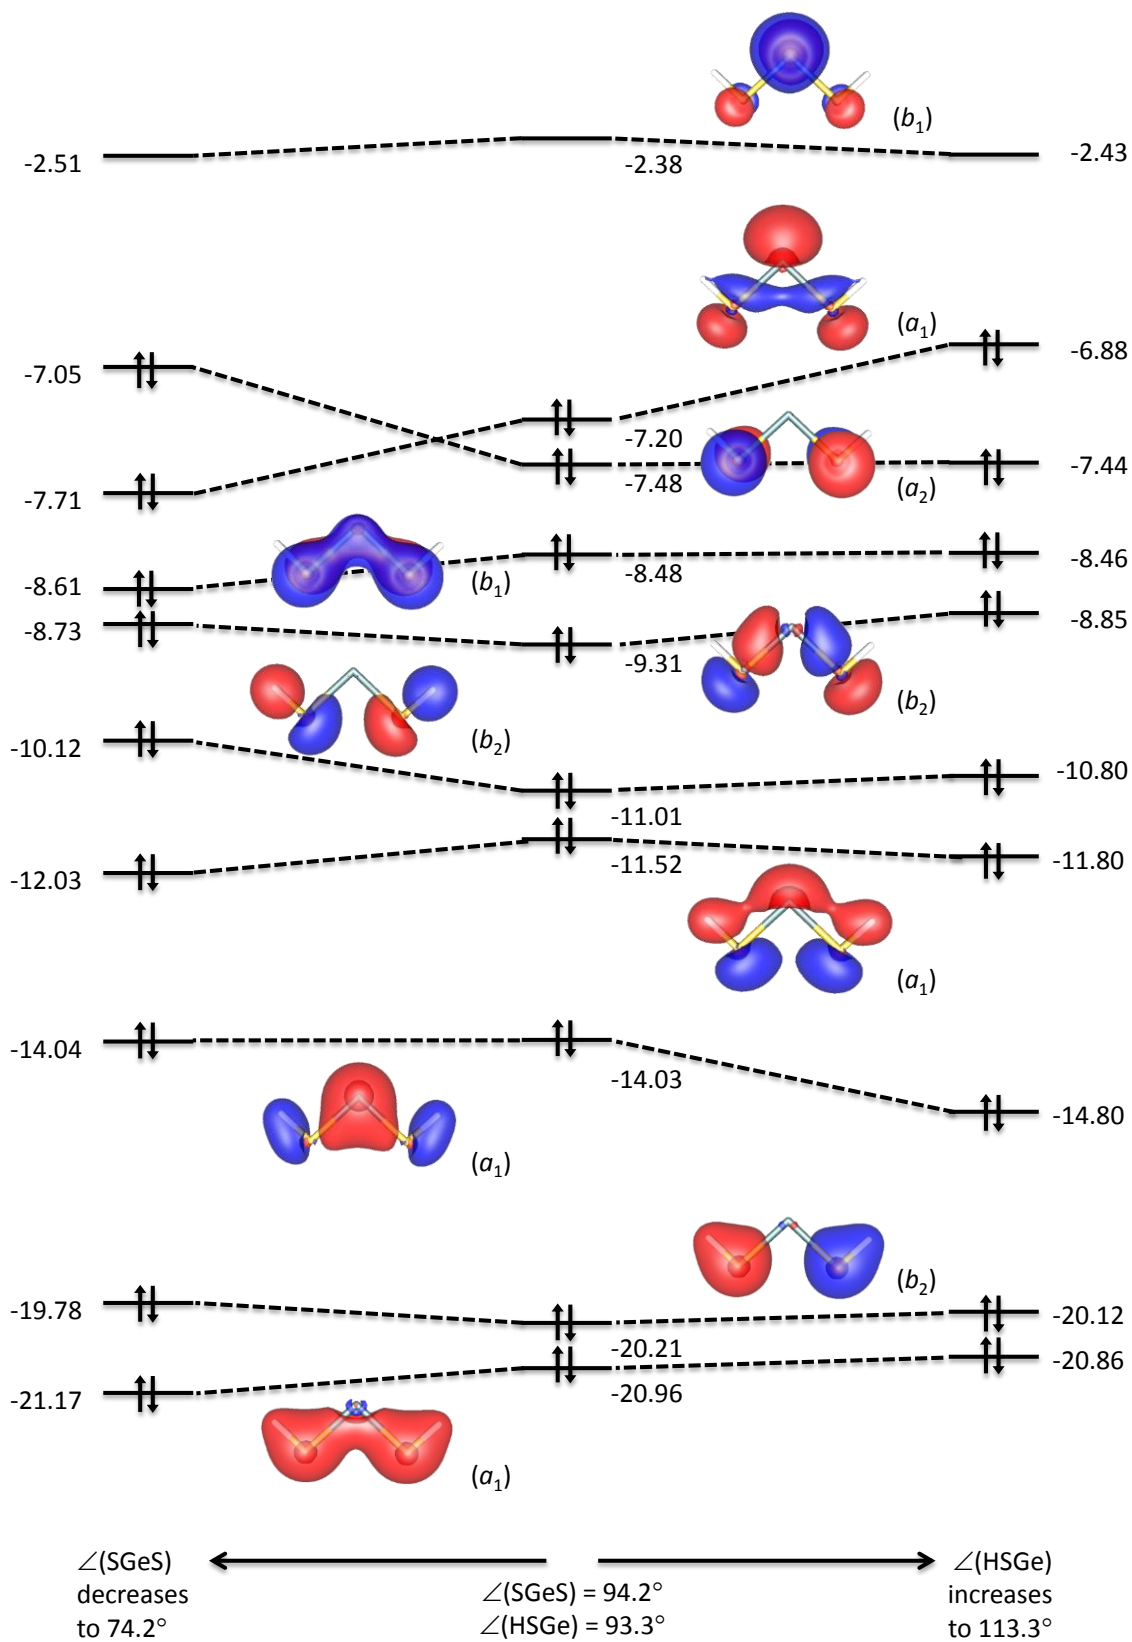 (b₁)
-2.51
-2.38
-2.43
(a₁)
-7.05
-6.88
-7.20
-7.44
-7.48
(a₂)
-7.71
(b₁)
-8.61
-8.48
-8.46
-8.73
-8.85
-9.31
(b₂)
(b₂)
-10.12
-10.80
-11.01
-11.52
-11.80
-12.03
(a₁)
-14.04
-14.03
-14.80
(a₁)
(b₂)
-19.78
-20.12
-20.21
-20.86
-21.17
-20.96
(a₁)
∠(SGeS)
decreases
to 74.2°
∠(SGeS) = 94.2°
∠(HSGe) = 93.3°
∠(HSGe)
increases
to 113.3°